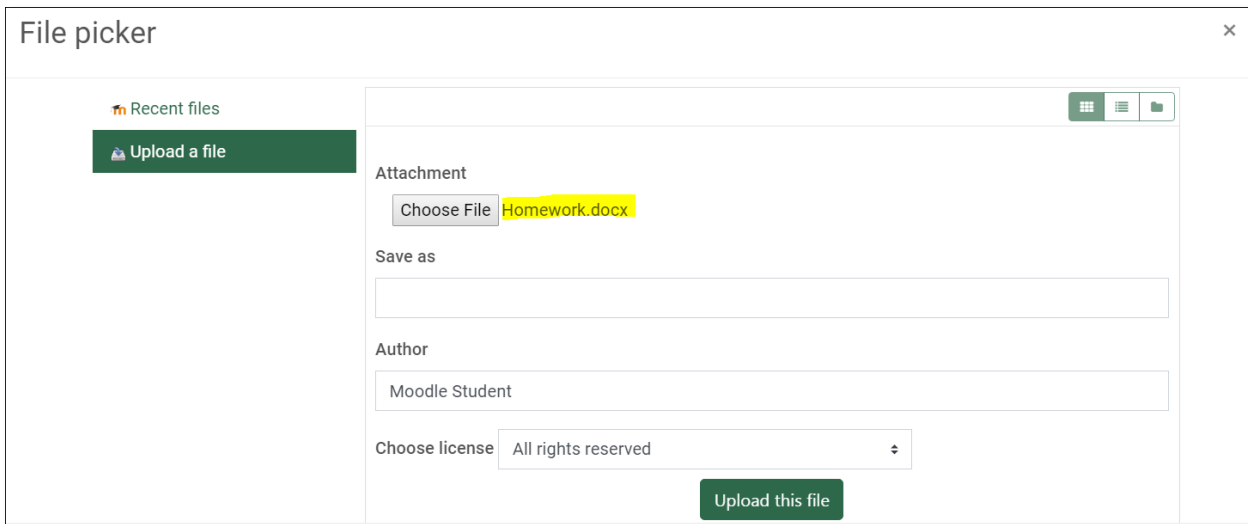 File picker
×
Recent files
Upload a file
Attachment
Choose File Homework.docx
Save as
Author
Moodle Student
Choose license All rights reserved
Upload this file